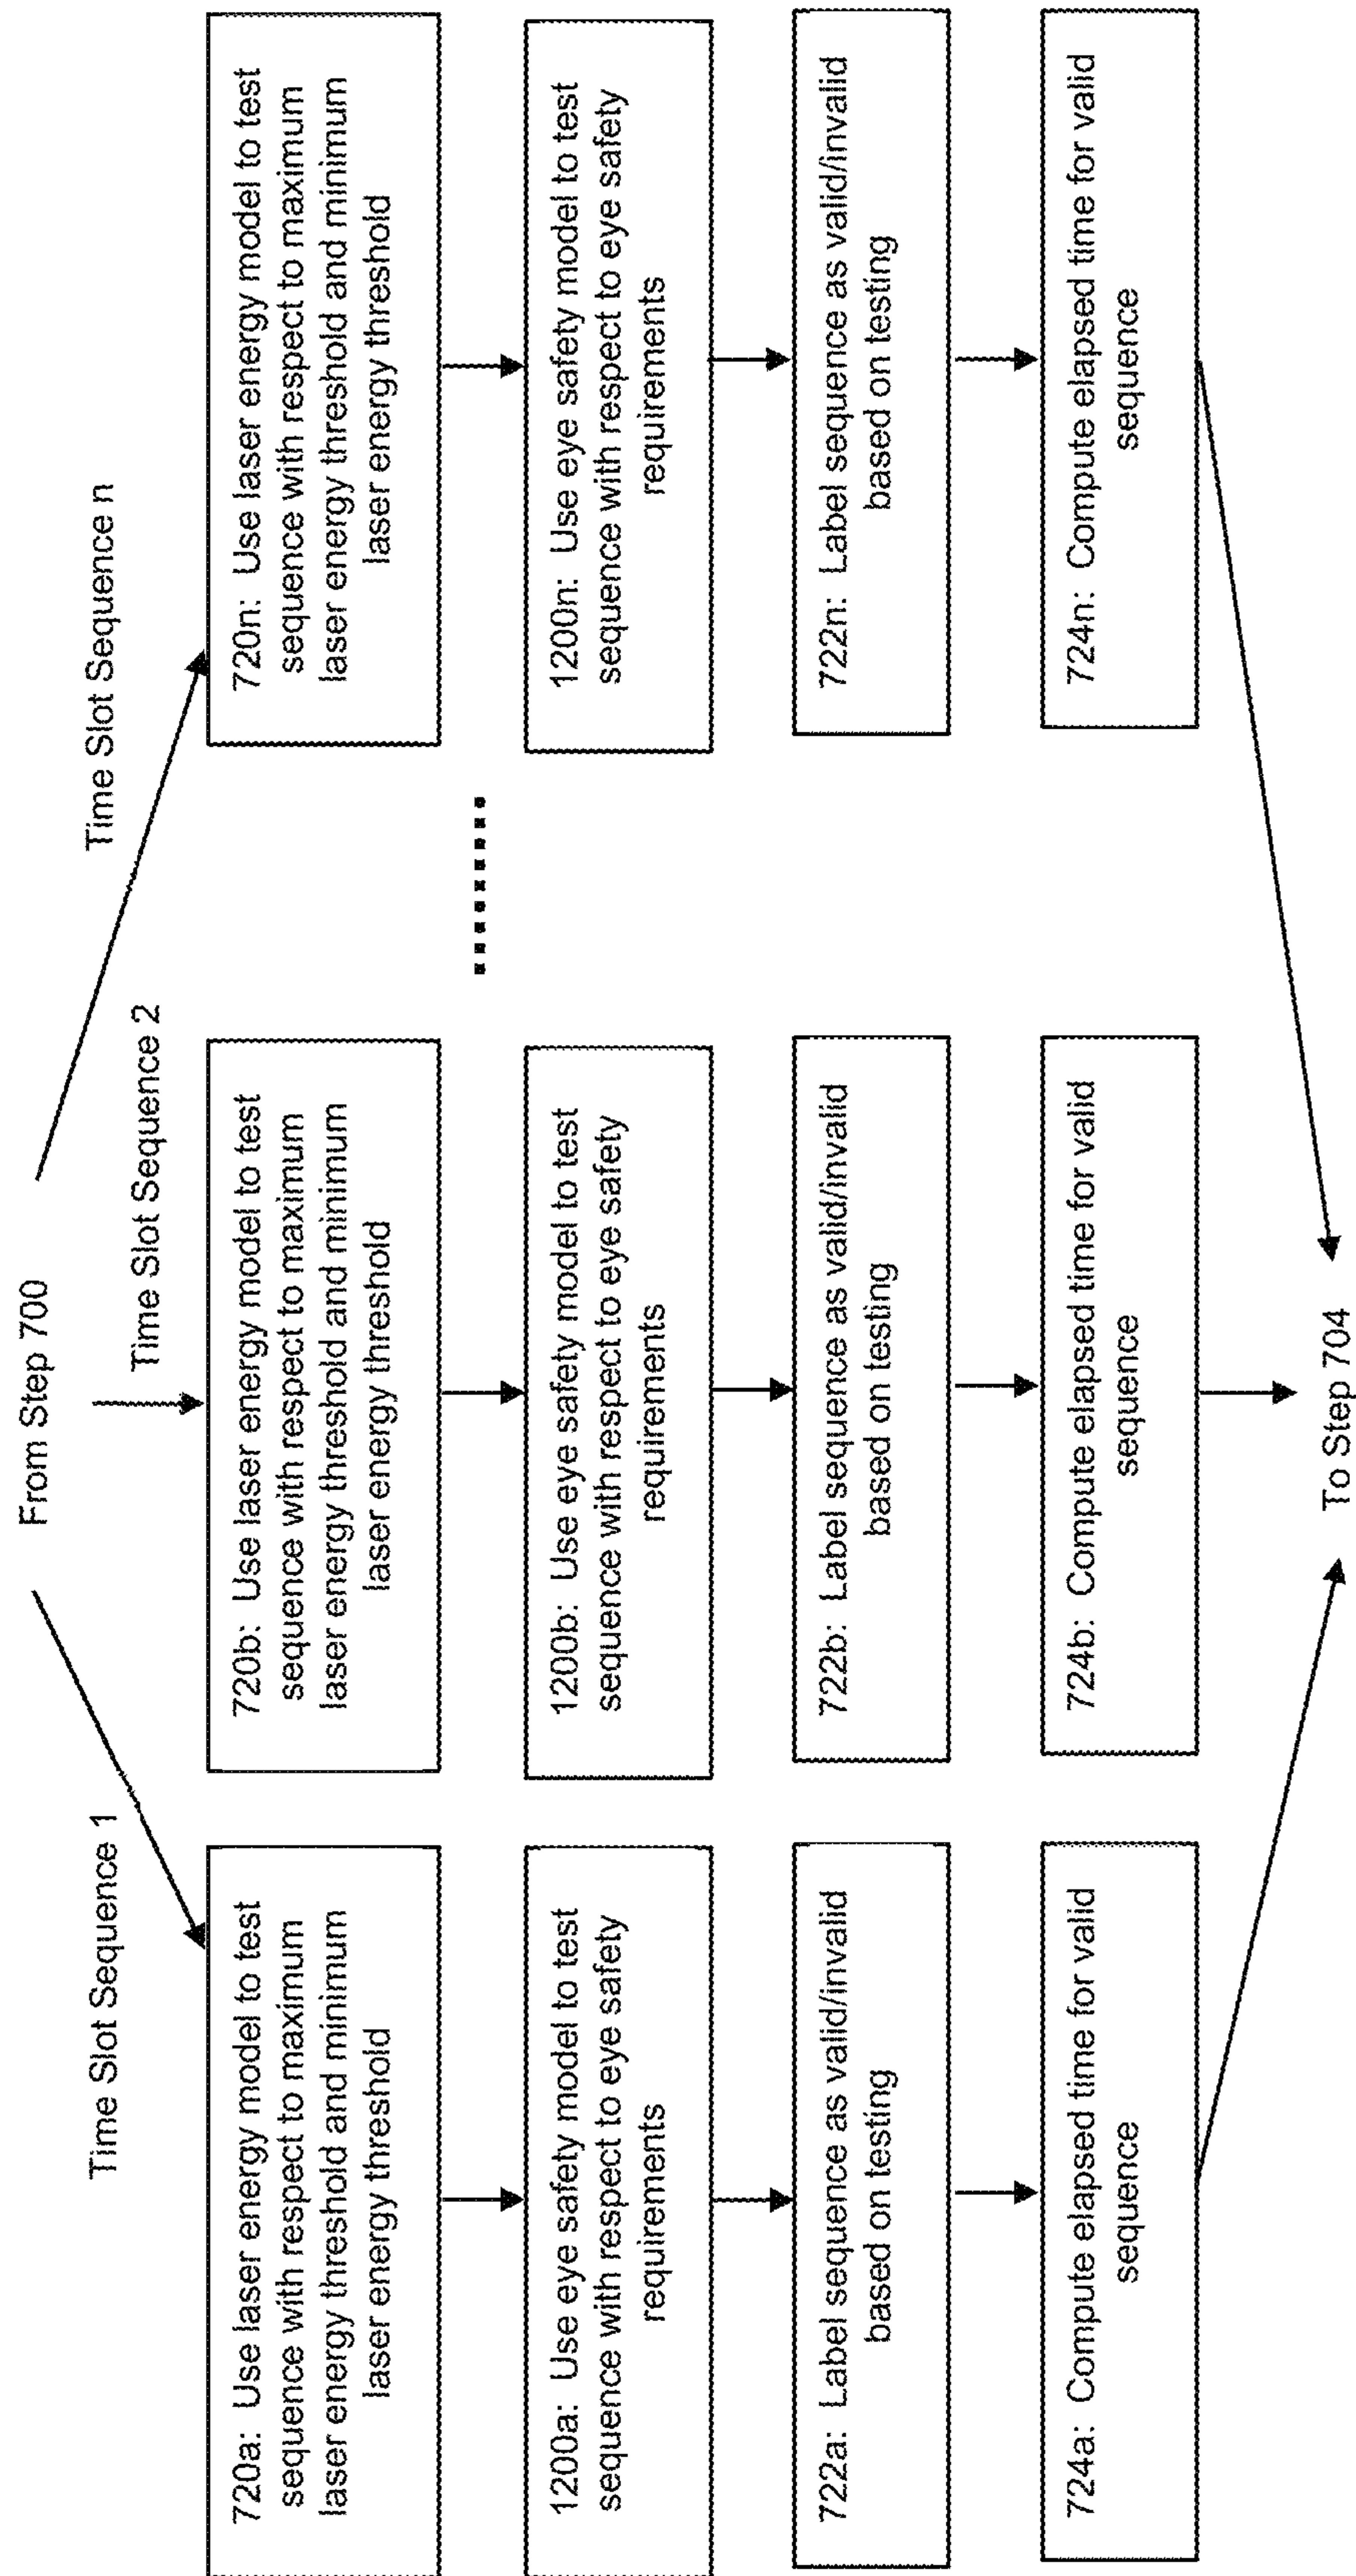 From Step 700
Time Slot Sequence 1
Time Slot Sequence 2
Time Slot Sequence n
720a: Use laser energy model to test
sequence with respect to maximum
laser energy threshold and minimum
laser energy threshold
1200a: Use eye safety model to test
sequence with respect to eye safety
requirements
722a: Label sequence as valid/invalid
based on testing
724a: Compute elapsed time for valid
sequence
720b: Use laser energy model to test
sequence with respect to maximum
laser energy threshold and minimum
laser energy threshold
1200b: Use eye safety model to test
sequence with respect to eye safety
requirements
722b: Label sequence as valid/invalid
based on testing
724b: Compute elapsed time for valid
sequence
720n: Use laser energy model to test
sequence with respect to maximum
laser energy threshold and minimum
laser energy threshold
1200n: Use eye safety model to test
sequence with respect to eye safety
requirements
722n: Label sequence as valid/invalid
based on testing
724n: Compute elapsed time for valid
sequence
To Step 704